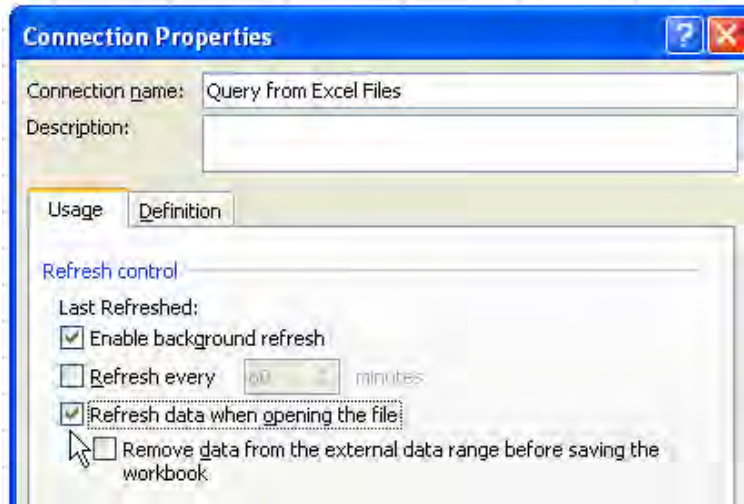 Connection Properties
Connection name: Query from Excel Files
Description:
Usage Definition
Refresh control
Last Refreshed:
Enable background refresh
Refresh every 60 minutes
Refresh data when opening the file
Remove data from the external data range before saving the
workbook